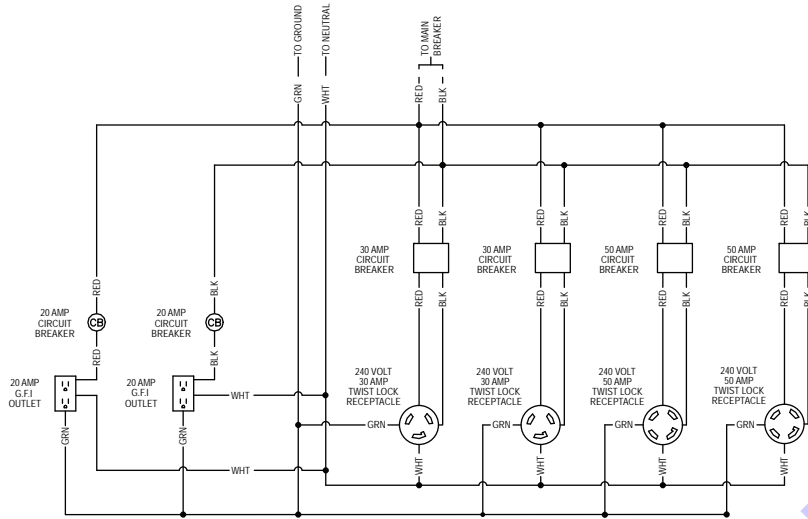 TO GROUND
TO NEUTRAL
TO MAIN
BREAKER
GRN
WHT
RED
BLK
RED
BLK
RED
BLK
RED
BLK
RED
BLK
30 AMP
CIRCUIT
BREAKER
30 AMP
CIRCUIT
BREAKER
50 AMP
CIRCUIT
BREAKER
50 AMP
CIRCUIT
BREAKER
RED
BLK
RED
BLK
RED
BLK
RED
BLK
RED
BLK
20 AMP
CIRCUIT
BREAKER
CB
20 AMP
CIRCUIT
BREAKER
CB
RED
BLK
20 AMP
G.F.I
OUTLET
20 AMP
G.F.I
OUTLET
240 VOLT
30 AMP
TWIST LOCK
RECEPTACLE
240 VOLT
30 AMP
TWIST LOCK
RECEPTACLE
240 VOLT
50 AMP
TWIST LOCK
RECEPTACLE
240 VOLT
50 AMP
TWIST LOCK
RECEPTACLE
WHT
GRN
GRN
GRN
GRN
GRN
GRN
WHT
WHT
WHT
WHT
WHT